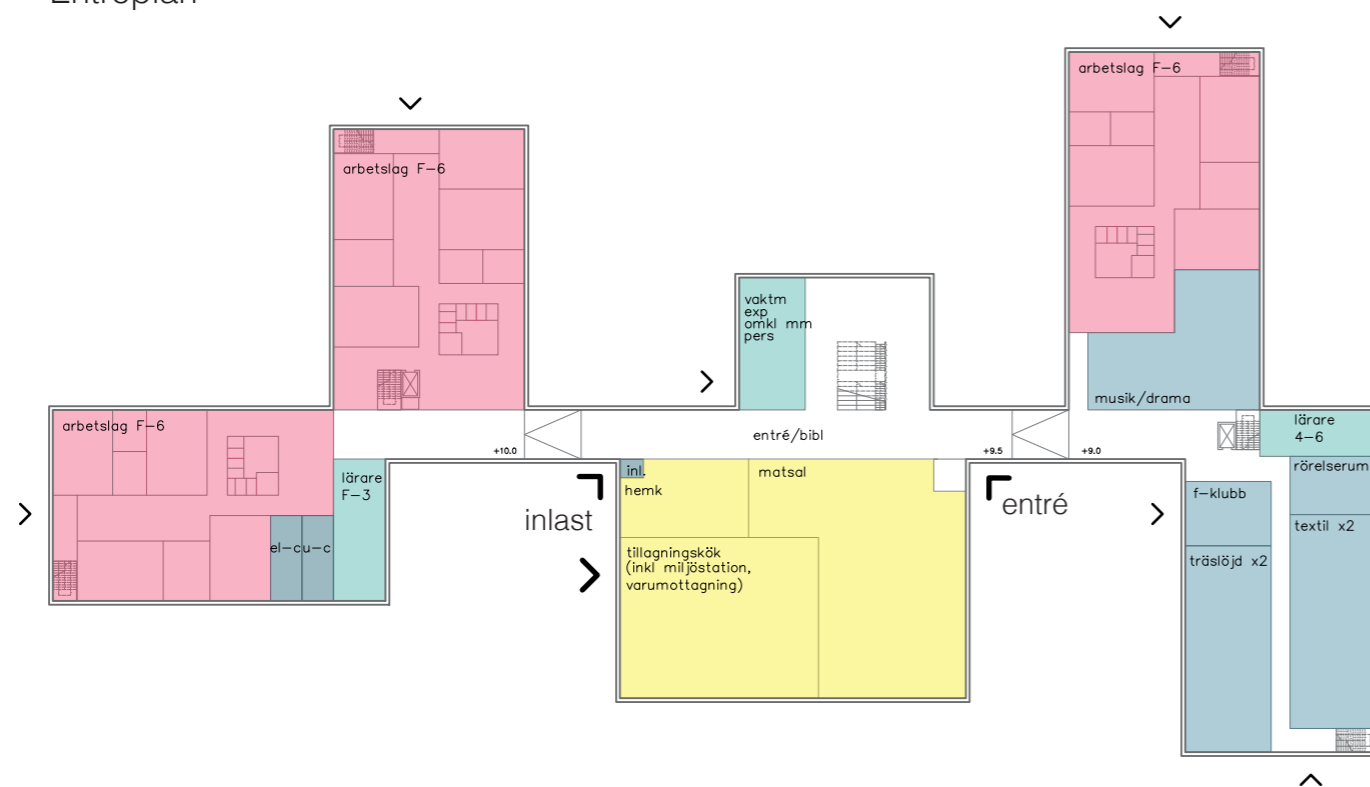 Entréplan
arbetslag F-6
arbetslag F-6
vaktm
exp
omkl mm
pers
musik/drama
arbetslag F-6
entré/bibl
lärare
4-6
+10.0
+9.5
+9.0
inl.
hemk
matsal
rörelserum
lärare
F-3
f-klubb
inlast
entré
textil x2
el-c
u-c
tillagningskök
(inkl miljöstation,
varumottagning)
träslöjd x2